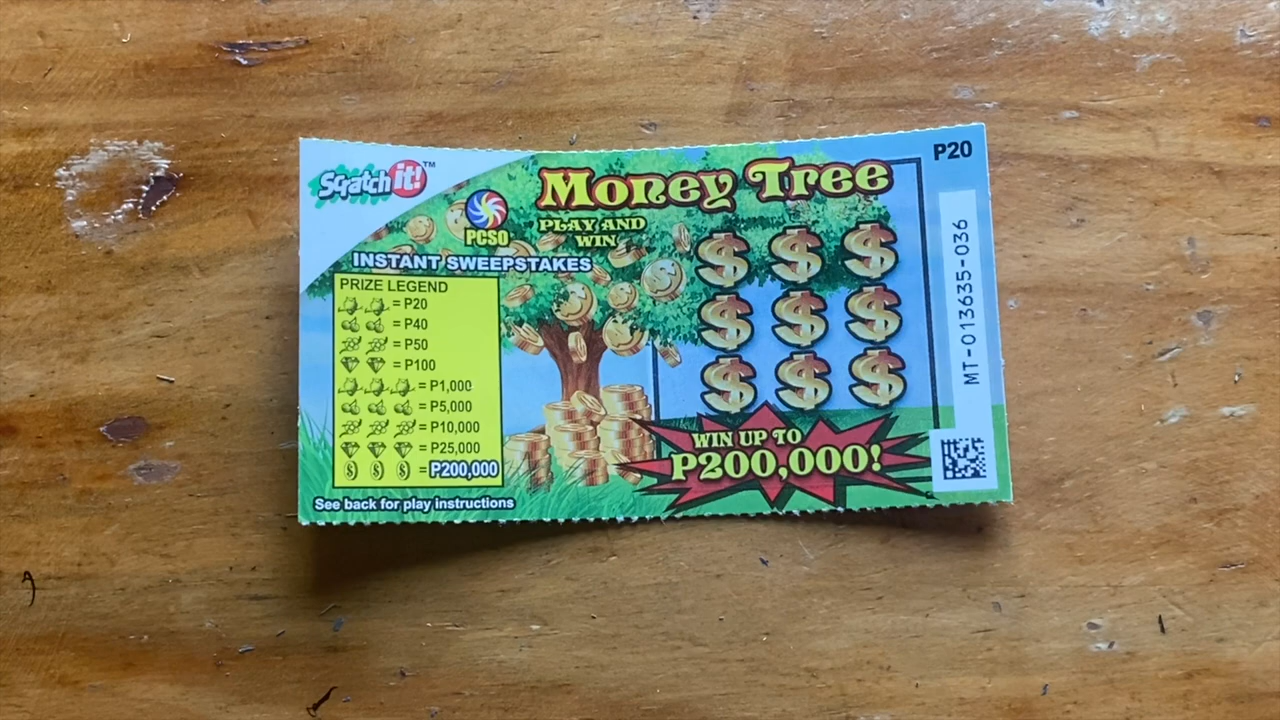 Scratch it!™
PCSO
Money Tree
PLAY AND
WIN
P20
INSTANT SWEEPSTAKES
PRIZE LEGEND
= P20
= P40
= P50
= P100
= P1,000
= P5,000
= P10,000
= P25,000
$ $ $ = P200,000
See back for play instructions
$ $ $
$ $ $
$ $ $
WIN UP TO
P200,000!
MT-013635-036